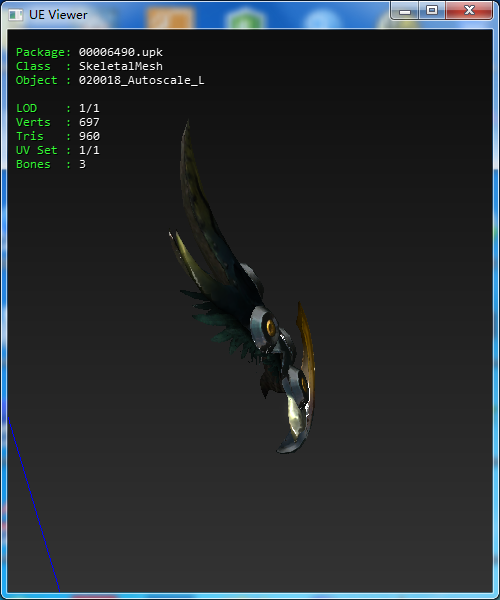 UE Viewer
Package: 00006490.upk
Class : SkeletalMesh
Object : 020018_Autoscale_L
LOD : 1/1
Verts : 697
Tris : 960
UV Set : 1/1
Bones : 3